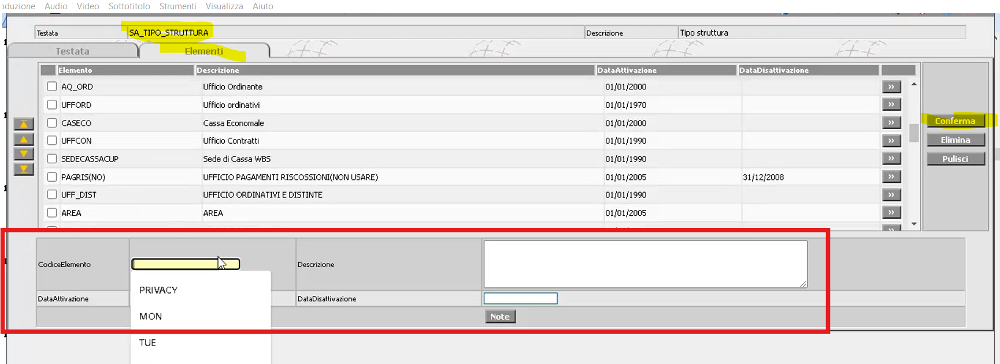 oduzione Audio Video Sottotitolo Strumenti Visualizza Aiuto
Testata SA_TIPO_STRUTTURA Descrizione Tipo struttura
Testata Elementi
Elemento Descrizione DataAttivazione DataDisattivazione
AQ_ORD Ufficio Ordinante 01/01/2000 »
UFFORD Ufficio ordinativi 01/01/1970 »
CASECO Cassa Economale 01/01/2000 »
Conferma
UFFCON Ufficio Contratti 01/01/1990 »
Elimina
SEDECASSACUP Sede di Cassa WBS 01/01/1990 »
Pulisci
PAGRIS(NO) UFFICIO PAGAMENTI RISCOSSIONI(NON USARE) 01/01/2005 31/12/2008 »
UFF_DIST UFFICIO ORDINATIVI E DISTINTE 01/01/1990 »
AREA AREA 01/01/2005 »
CodiceElemento Descrizione
PRIVACY
DataAttivazione DataDisattivazione
MON Note
TUE